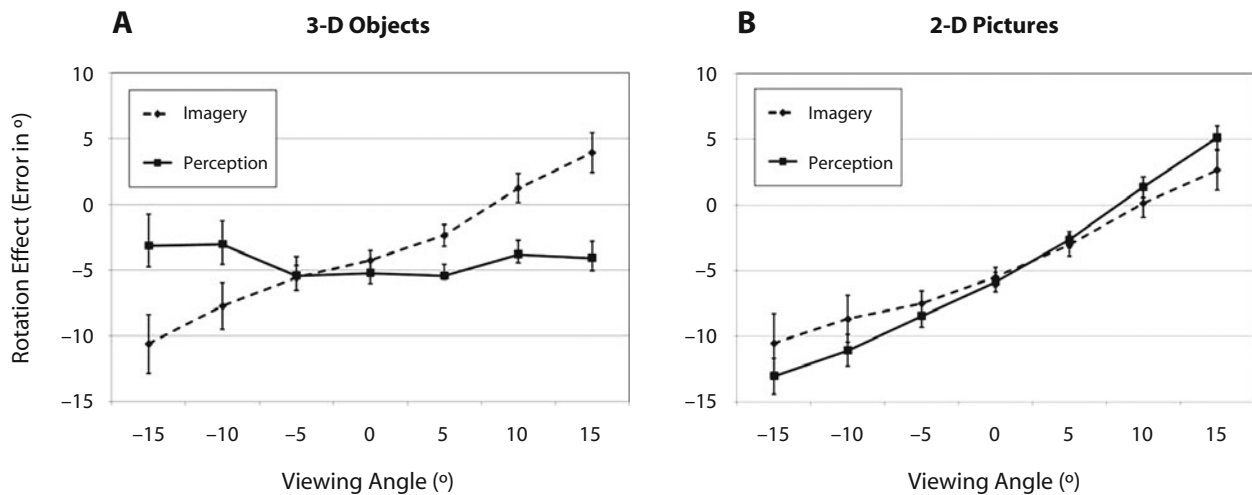 A
3-D Objects
Rotation Effect (Error in º)
10
5
0
–5
–10
–15
Imagery
Perception
–15 –10 –5 0 5 10 15
Viewing Angle (º)
B
2-D Pictures
10
5
0
–5
–10
–15
Imagery
Perception
–15 –10 –5 0 5 10 15
Viewing Angle (º)